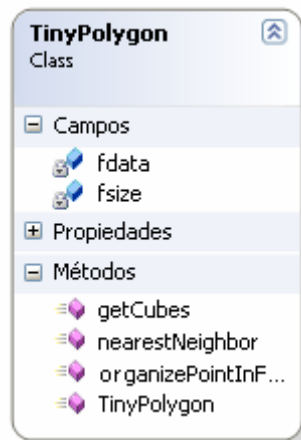 TinyPolygon
Class
Campos
fdata
fsize
Propiedades
Métodos
getCubes
nearestNeighbor
organizePointInF...
TinyPolygon